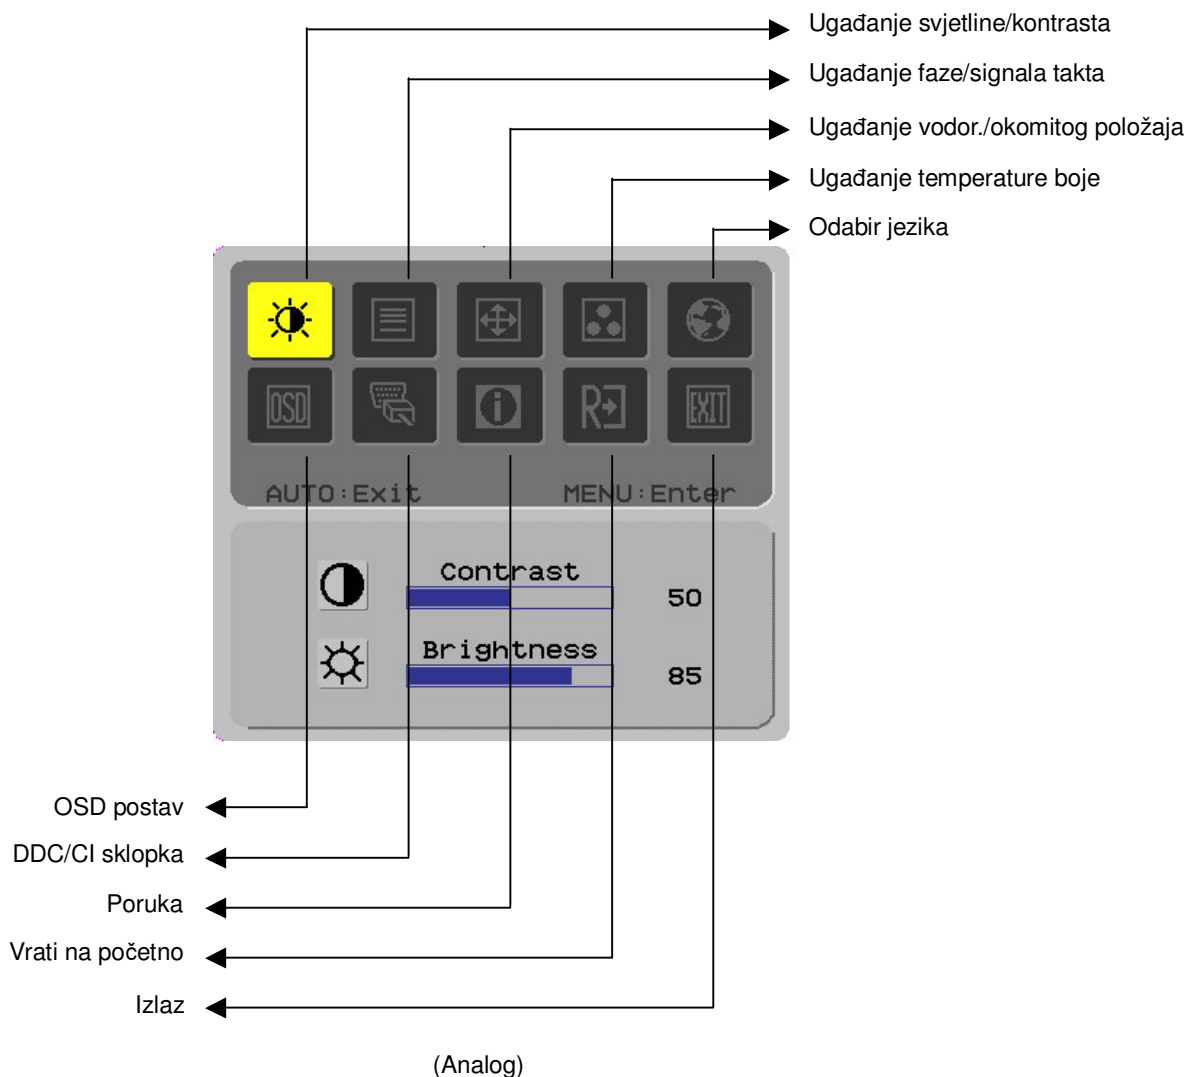 Ugađanje svjetline/kontrasta
Ugađanje faze/signala takta
Ugađanje vodor./okomitog položaja
Ugađanje temperature boje
Odabir jezika
OSD
i
R
EXIT
AUTO:Exit MENU:Enter
Contrast
50
Brightness
85
OSD postav
DDC/CI sklopka
Poruka
Vrati na početno
Izlaz
(Analog)